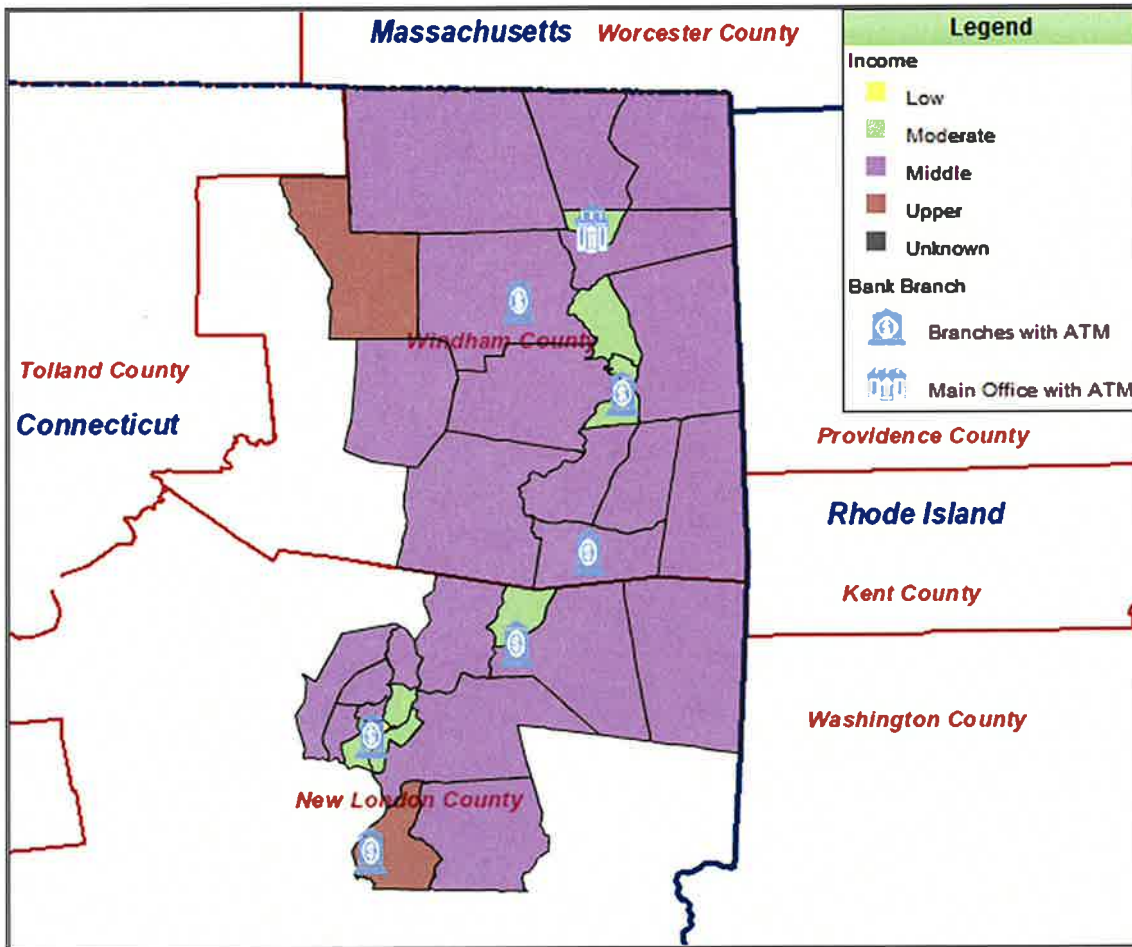 Massachusetts Worcester County
Legend
Income
Low
Moderate
Middle
Upper
Unknown
Bank Branch
Branches with ATM
Main Office with ATM
Windham County
Tolland County
Connecticut
Providence County
Rhode Island
Kent County
Washington County
New London County